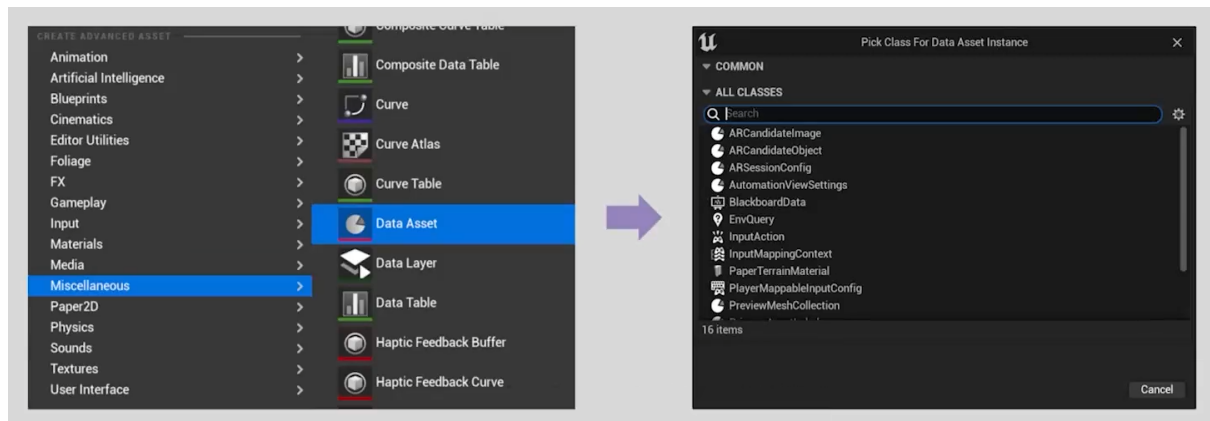 CREATE ADVANCED ASSET
Animation
Artificial Intelligence
Blueprints
Cinematics
Editor Utilities
Foliage
FX
Gameplay
Input
Materials
Media
Miscellaneous
Paper2D
Physics
Sounds
Textures
User Interface
Composite Curve Table
Composite Data Table
Curve
Curve Atlas
Curve Table
Data Asset
Data Layer
Data Table
Haptic Feedback Buffer
Haptic Feedback Curve
Pick Class For Data Asset Instance
COMMON
ALL CLASSES
Search
ARCandidateImage
ARCandidateObject
ARSessionConfig
AutomationViewSettings
BlackboardData
EnvQuery
InputAction
InputMappingContext
PaperTerrainMaterial
PlayerMappableInputConfig
PreviewMeshCollection
16 items
Cancel